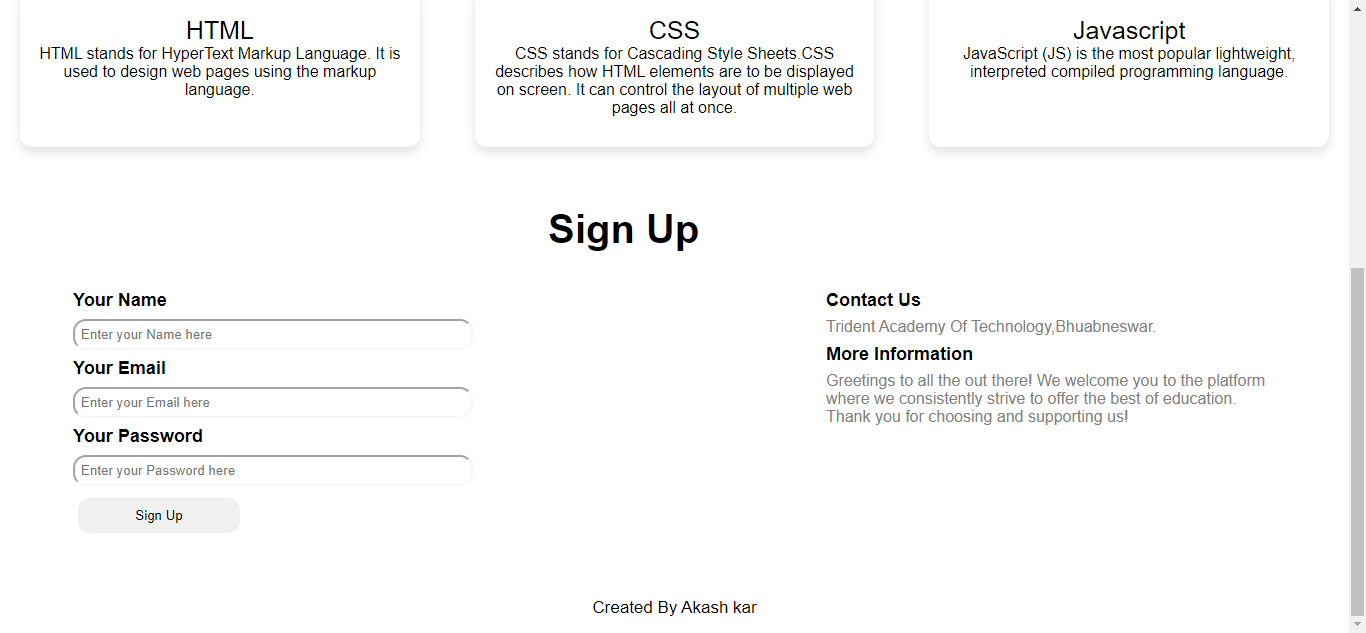 HTML
HTML stands for HyperText Markup Language. It is
used to design web pages using the markup
language.
CSS
CSS stands for Cascading Style Sheets.CSS
describes how HTML elements are to be displayed
on screen. It can control the layout of multiple web
pages all at once.
Javascript
JavaScript (JS) is the most popular lightweight,
interpreted compiled programming language.
Sign Up
Your Name
Enter your Name here
Your Email
Enter your Email here
Your Password
Enter your Password here
Sign Up
Contact Us
Trident Academy Of Technology,Bhuabneswar.
More Information
Greetings to all the out there! We welcome you to the platform
where we consistently strive to offer the best of education.
Thank you for choosing and supporting us!
Created By Akash kar